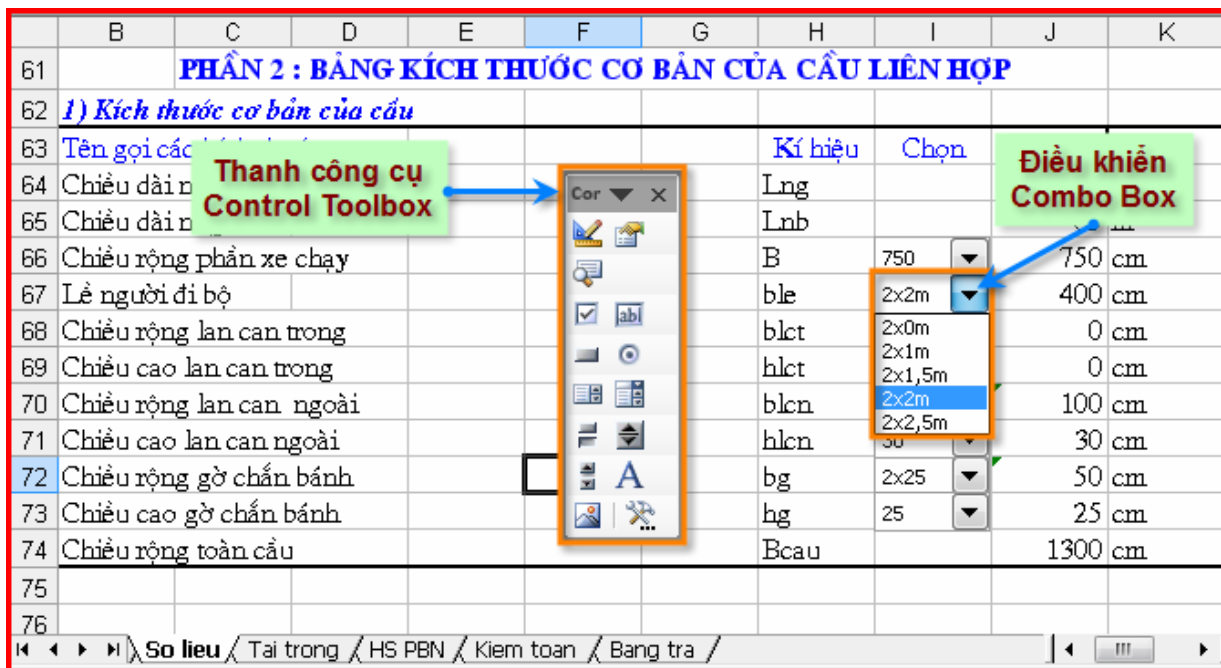 B C D E F G H I J K
61 PHẦN 2 : BẢNG KÍCH THƯỚC CƠ BẢN CỦA CẦU LIÊN HỢP
62 1) Kích thước cơ bản của cầu
63 Tên gọi Kí hiệu Chọn
Thanh công cụ
Control Toolbox
Điều khiển
Combo Box
Cor
64 Chiều dài Lng
65 Chiều dài Lnb m
66 Chiều rộng phần xe chạy B 750 750 cm
67 Lề người đi bộ ble 2x2m 400 cm
68 Chiều rộng lan can trong blct 0 cm
69 Chiều cao lan can trong hlct 0 cm
70 Chiều rộng lan can ngoài blcn 100 cm
71 Chiều cao lan can ngoài hlcn 30 30 cm
72 Chiều rộng gờ chắn bánh bg 2x25 50 cm
73 Chiều cao gờ chắn bánh hg 25 25 cm
74 Chiều rộng toàn cầu Bcau 1300 cm
2x0m
2x1m
2x1,5m
2x2m
2x2,5m
abl
A
75
76
So lieu / Tai trong / HS PBN / Kiem toan / Bang tra /